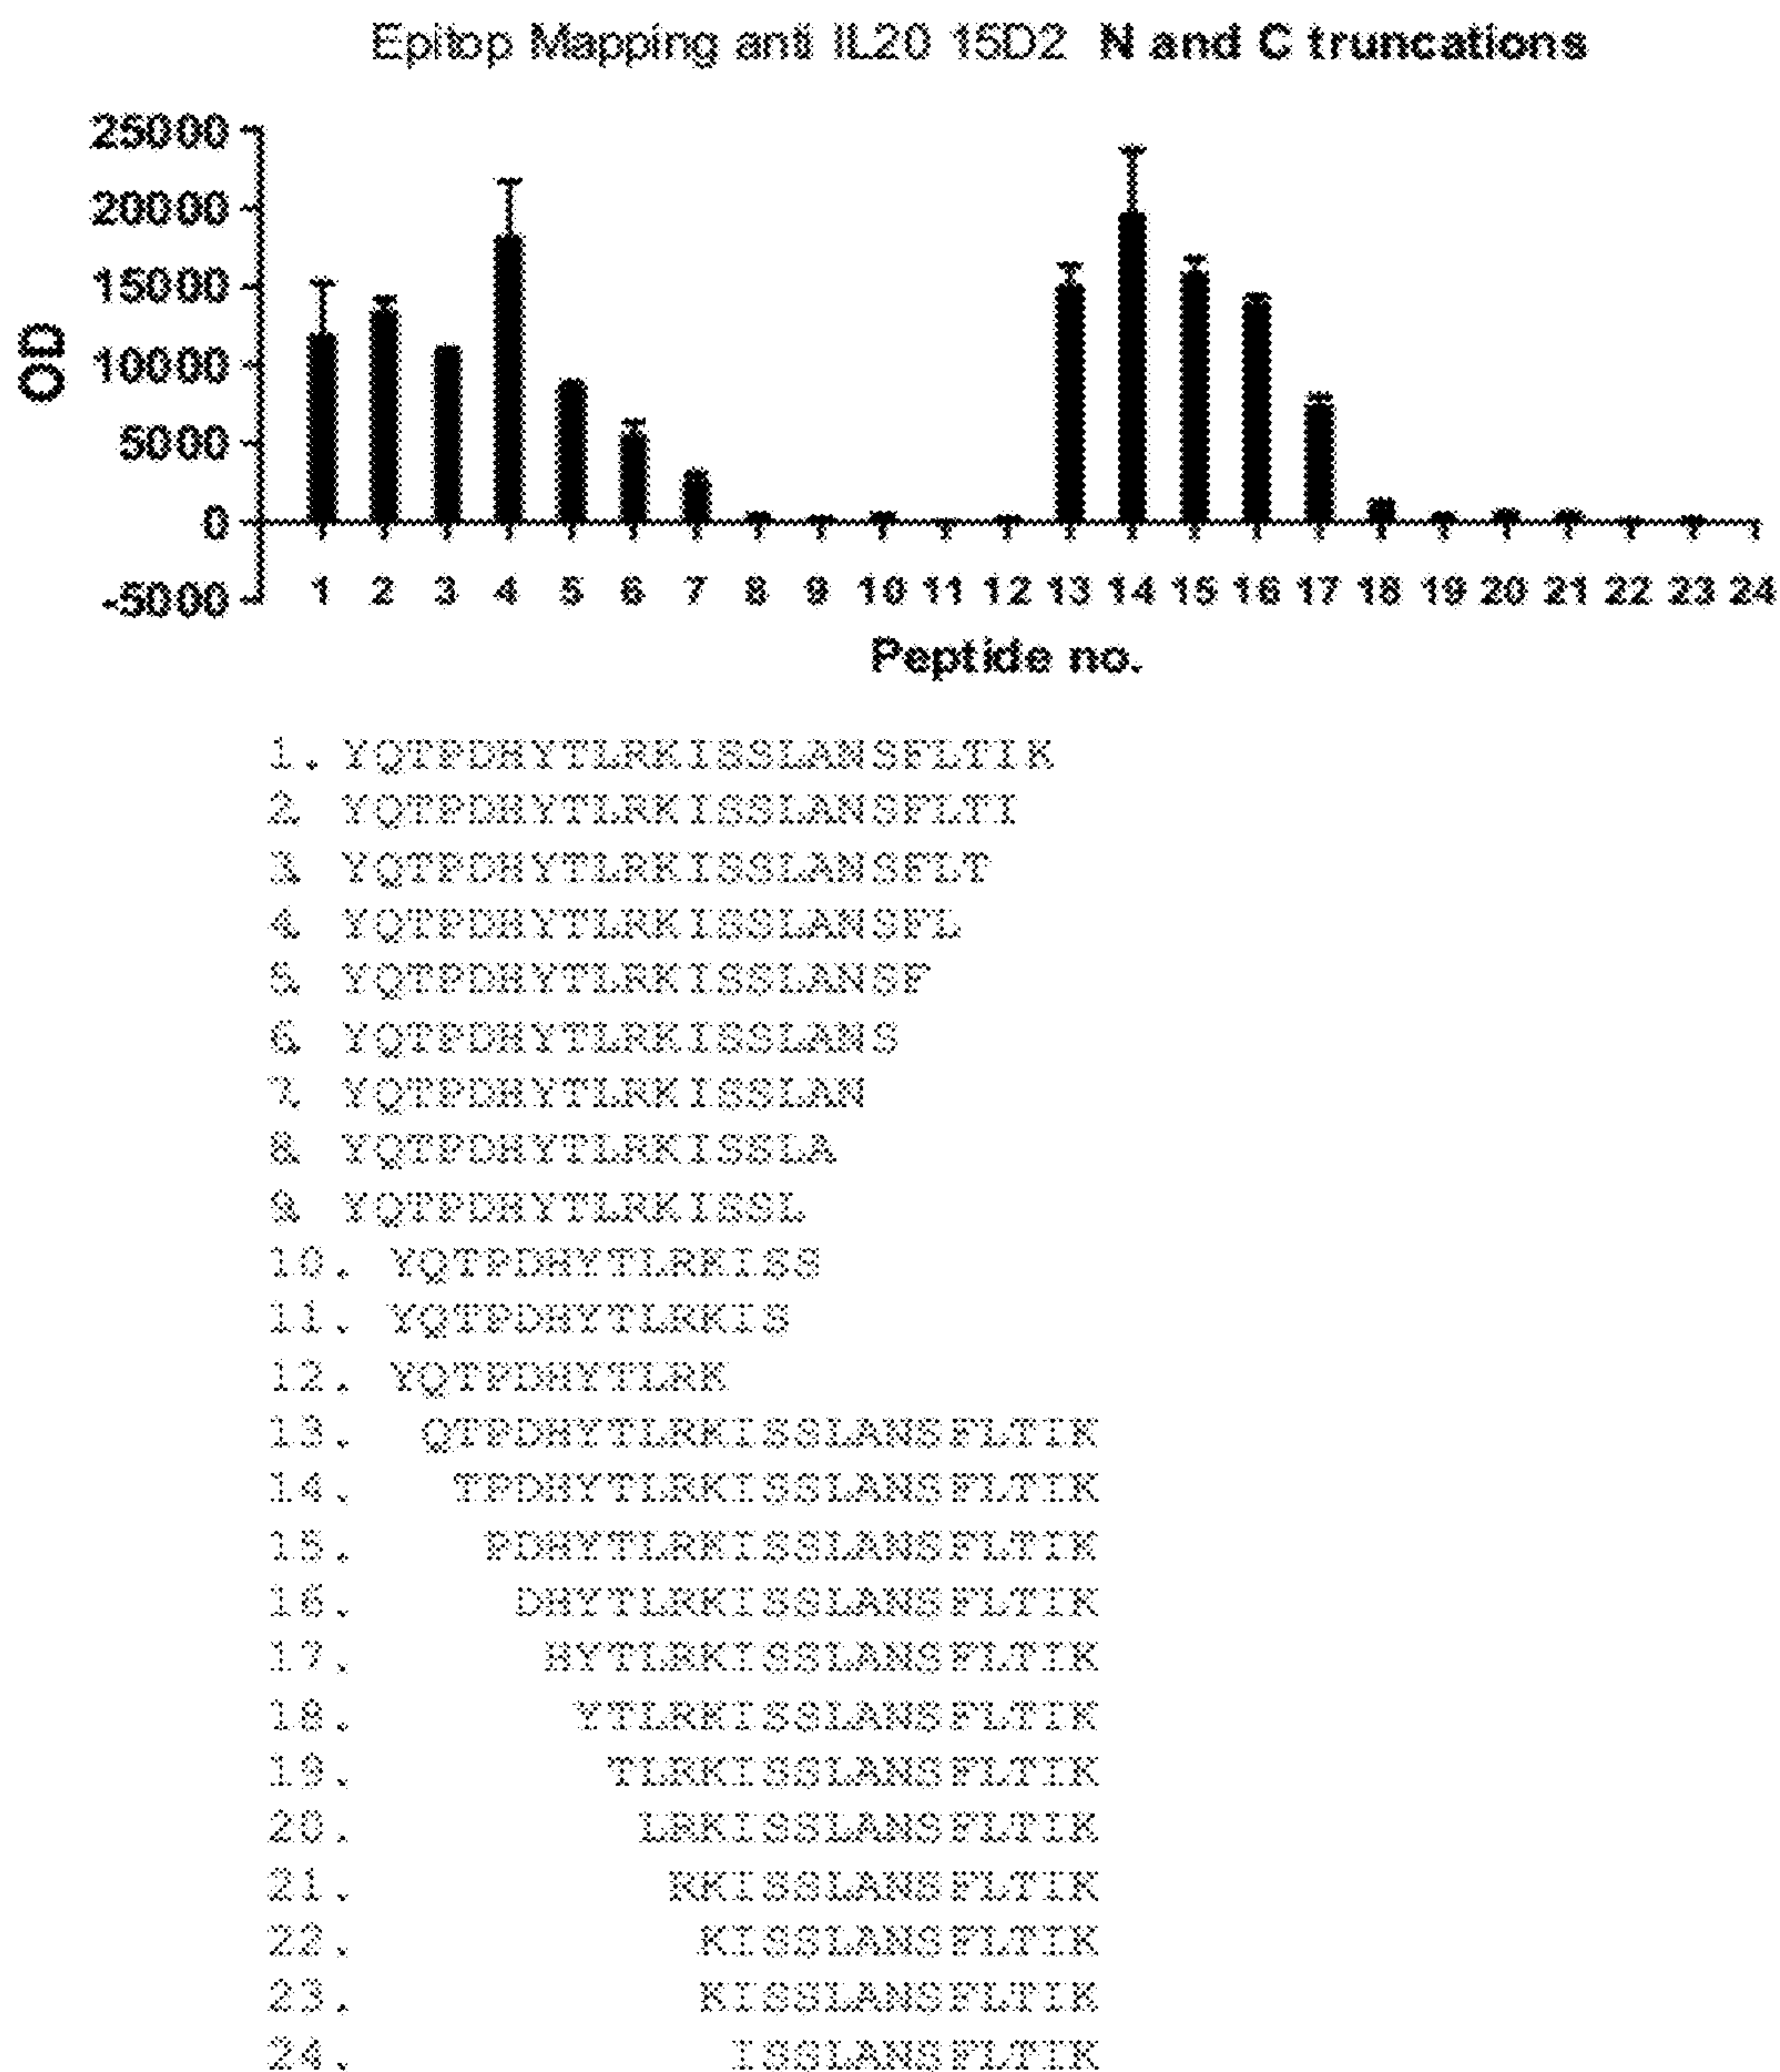 Epitop Mapping anti IL20 15D2 N and C truncations
25000
20000
15000
10000
5000
0
-5000
OD
1 2 3 4 5 6 7 8 9 10 11 12 13 14 15 16 17 18 19 20 21 22 23 24
Peptide no.
1. YQTPDHYTLRKISSLANSFLTIK
2. YQTPDHYTLRKISSLANSFLTI
3. YQTPDHYTLRKISSLANSFLT
4. YQTPDHYTLRKISSLANSFL
5. YQTPDHYTLRKISSLANSF
6. YQTPDHYTLRKISSLANS
7. YQTPDHYTLRKISSLAN
8. YQTPDHYTLRKISSLA
9. YQTPDHYTLRKISSL
10. YQTPDHYTLRKISS
11. YQTPDHYTLRKIS
12. YQTPDHYTLRK
13. QTPDHYTLRKISSLANSFLTIK
14. TPDHYTLRKISSLANSFLTIK
15. PDHYTLRKISSLANSFLTIK
16. DHYTLRKISSLANSFLTIK
17. HYTLRKISSLANSFLTIK
18. YTLRKISSLANSFLTIK
19. TLRKISSLANSFLTIK
20. LRKISSLANSFLTIK
21. RKISSLANSFLTIK
22. KISSLANSFLTIK
23. KISSLANSFLTIK
24. ISSLANSFLTIK